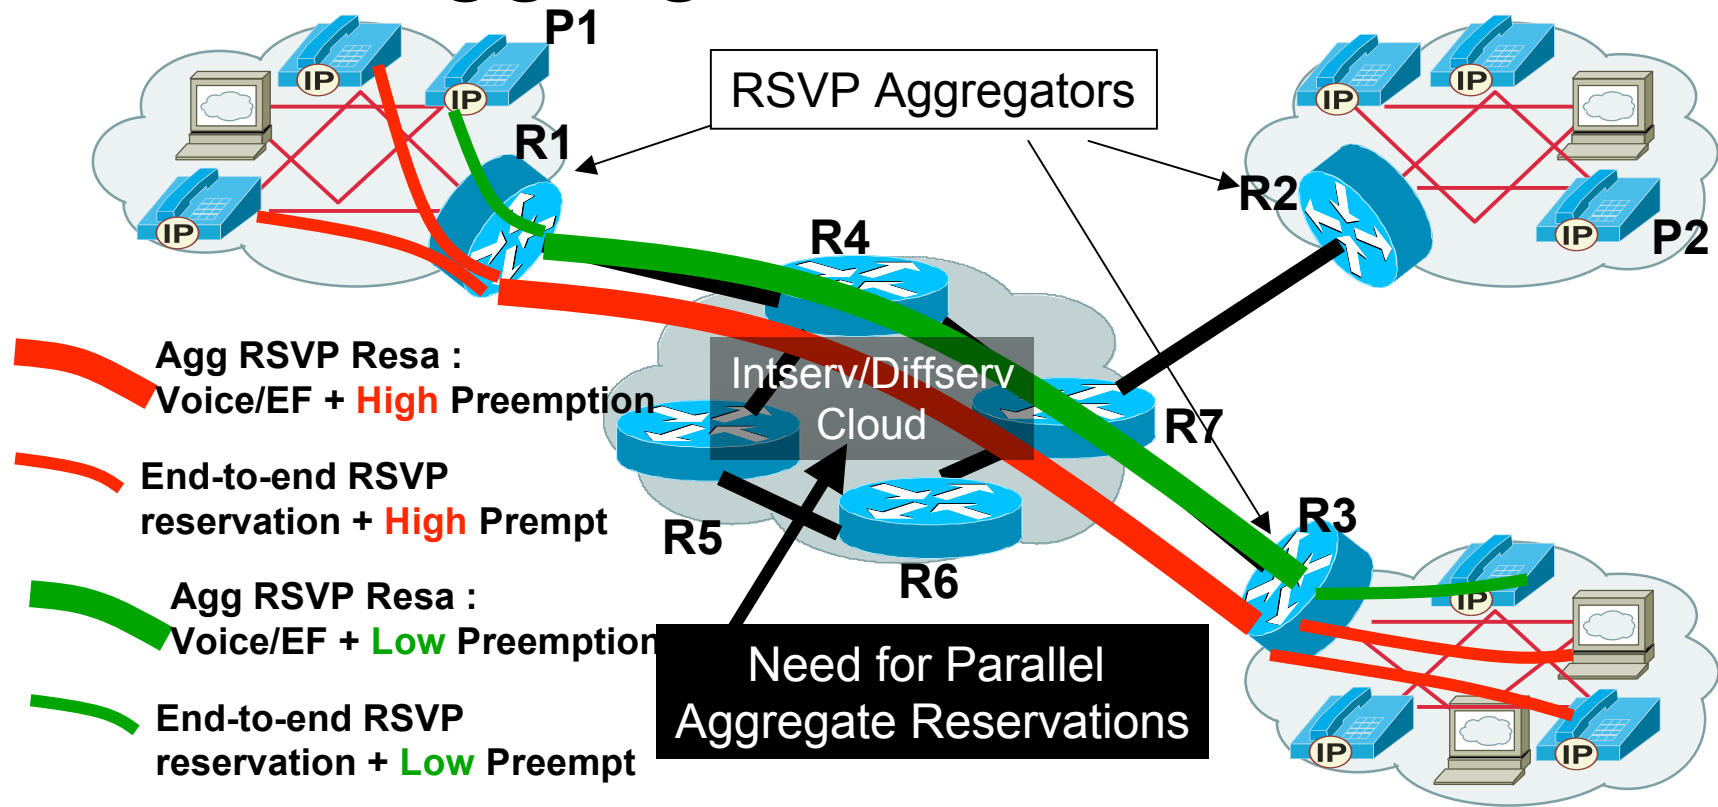 P1
IP
IP
IP
R1
RSVP Aggregators
IP
IP
IP
R2
P2
R4
Intserv/Diffserv
Cloud
R7
R5
R6
R3
Agg RSVP Resa :
Voice/EF + High Preemption
End-to-end RSVP
reservation + High Prempt
Agg RSVP Resa :
Voice/EF + Low Preemption
End-to-end RSVP
reservation + Low Preempt
Need for Parallel
Aggregate Reservations
IP
IP
IP